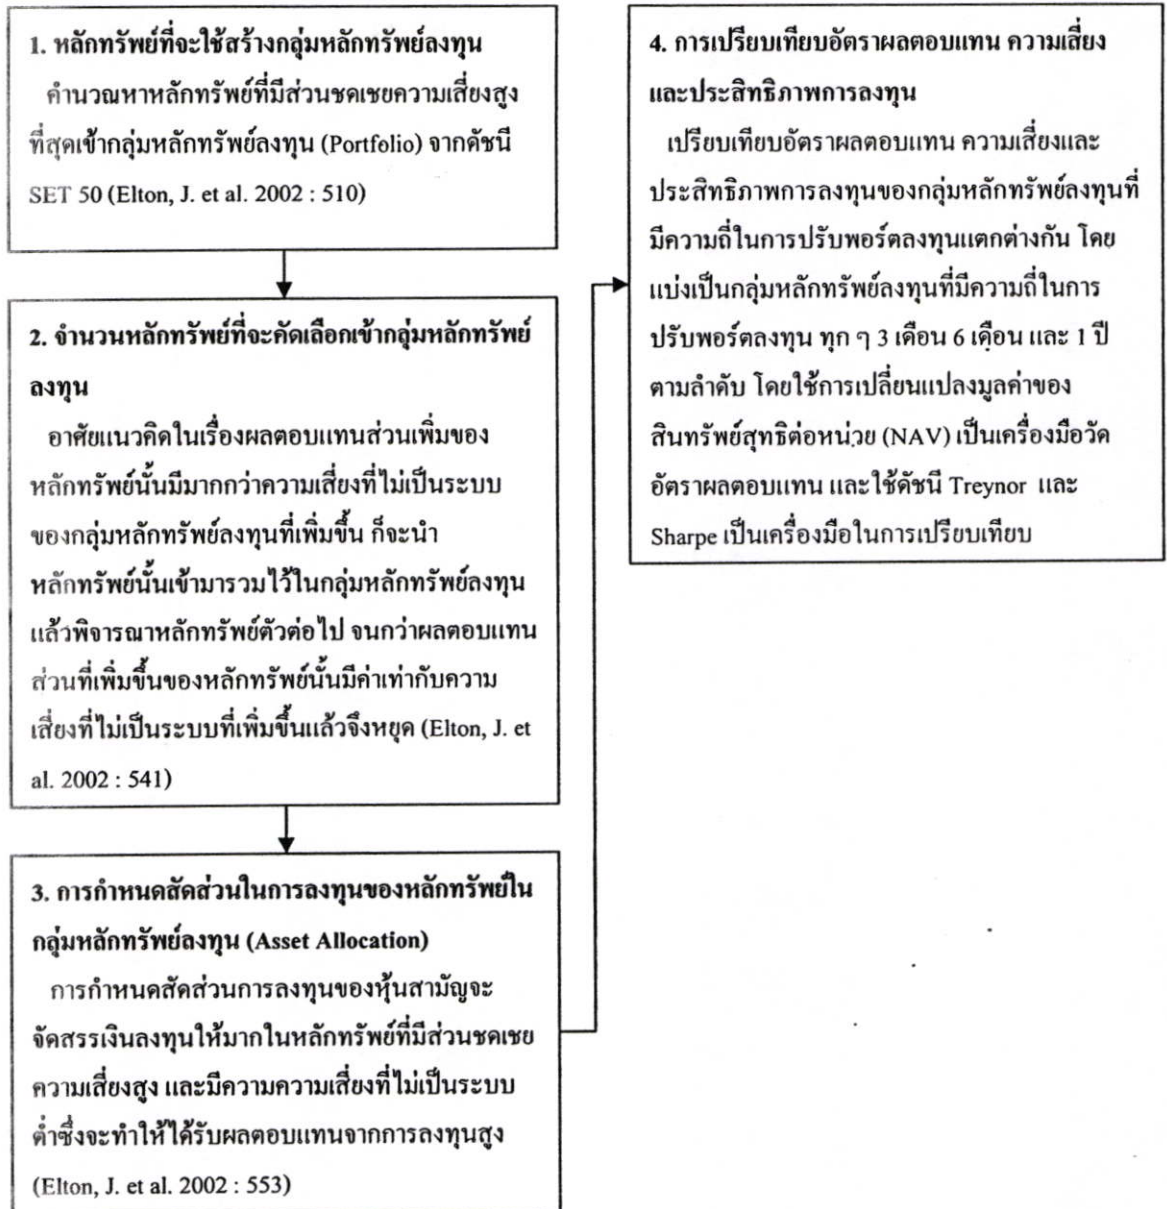 1. หลักทรัพย์ที่จะใช้สร้างกลุ่มหลักทรัพย์ลงทุน
คำนวณหาหลักทรัพย์ที่มีส่วนชดเชยความเสี่ยงสูง
ที่สุดเข้ากลุ่มหลักทรัพย์ลงทุน (Portfolio) จากดัชนี
SET 50 (Elton, J. et al. 2002 : 510)
2. จำนวนหลักทรัพย์ที่จะคัดเลือกเข้ากลุ่มหลักทรัพย์
ลงทุน
อาศัยแนวคิดในเรื่องผลตอบแทนส่วนเพิ่มของ
หลักทรัพย์นั้นมีมากกว่าความเสี่ยงที่ไม่เป็นระบบ
ของกลุ่มหลักทรัพย์ลงทุนที่เพิ่มขึ้น ก็จะนำ
หลักทรัพย์นั้นเข้ามารวมไว้ในกลุ่มหลักทรัพย์ลงทุน
แล้วพิจารณาหลักทรัพย์ตัวต่อไป จนกว่าผลตอบแทน
ส่วนที่เพิ่มขึ้นของหลักทรัพย์นั้นมีค่าเท่ากับความ
เสี่ยงที่ไม่เป็นระบบที่เพิ่มขึ้นแล้วจึงหยุด (Elton, J. et
al. 2002 : 541)
3. การกำหนดสัดส่วนในการลงทุนของหลักทรัพย์ใน
กลุ่มหลักทรัพย์ลงทุน (Asset Allocation)
การกำหนดสัดส่วนการลงทุนของหุ้นสามัญจะ
จัดสรรเงินลงทุนให้มากในหลักทรัพย์ที่มีส่วนชดเชย
ความเสี่ยงสูง และมีความความเสี่ยงที่ไม่เป็นระบบ
ต่ำซึ่งจะทำให้ได้รับผลตอบแทนจากการลงทุนสูง
(Elton, J. et al. 2002 : 553)
4. การเปรียบเทียบอัตราผลตอบแทน ความเสี่ยง
และประสิทธิภาพการลงทุน
เปรียบเทียบอัตราผลตอบแทน ความเสี่ยงและ
ประสิทธิภาพการลงทุนของกลุ่มหลักทรัพย์ลงทุนที่
มีความถี่ในการปรับพอร์ตลงทุนแตกต่างกัน โดย
แบ่งเป็นกลุ่มหลักทรัพย์ลงทุนที่มีความถี่ในการ
ปรับพอร์ตลงทุน ทุก ๆ 3 เดือน 6 เดือน และ 1 ปี
ตามลำดับ โดยใช้การเปลี่ยนแปลงมูลค่าของ
สินทรัพย์สุทธิต่อหน่วย (NAV) เป็นเครื่องมือวัด
อัตราผลตอบแทน และใช้ดัชนี Treynor และ
Sharpe เป็นเครื่องมือในการเปรียบเทียบ